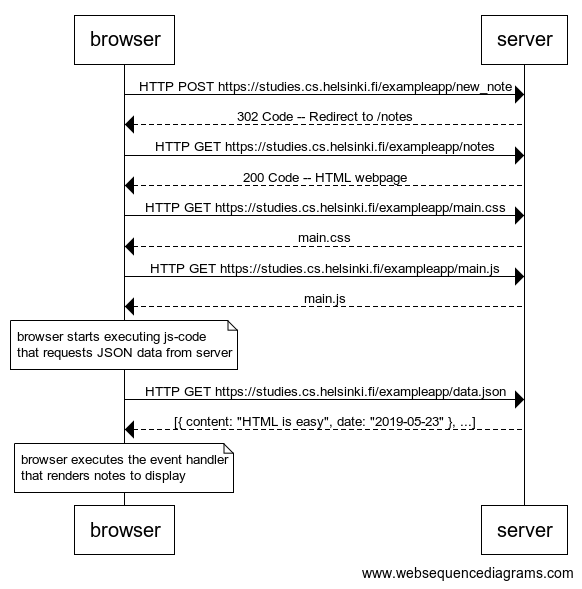 browser
server
HTTP POST https://studies.cs.helsinki.fi/exampleapp/new_note
302 Code -- Redirect to /notes
HTTP GET https://studies.cs.helsinki.fi/exampleapp/notes
200 Code -- HTML webpage
HTTP GET https://studies.cs.helsinki.fi/exampleapp/main.css
main.css
HTTP GET https://studies.cs.helsinki.fi/exampleapp/main.js
main.js
browser starts executing js-code
that requests JSON data from server
HTTP GET https://studies.cs.helsinki.fi/exampleapp/data.json
[{ content: "HTML is easy", date: "2019-05-23" }, ...]
browser executes the event handler
that renders notes to display
browser
server
www.websequencediagrams.com